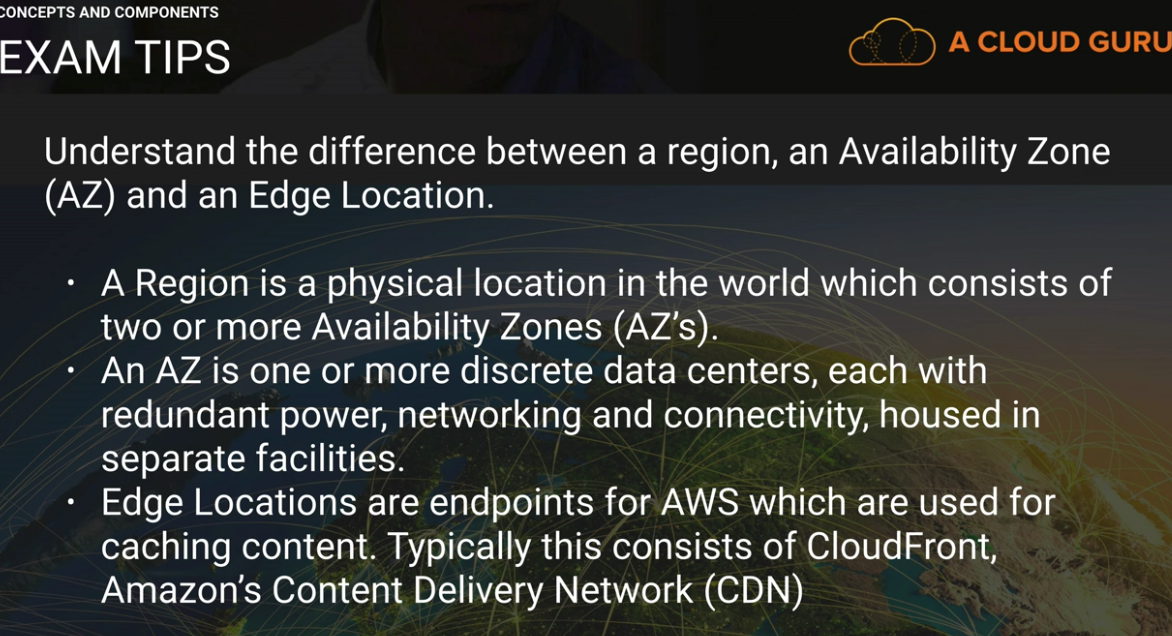 CONCEPTS AND COMPONENTS
EXAM TIPS
A CLOUD GURU
Understand the difference between a region, an Availability Zone
(AZ) and an Edge Location.
· A Region is a physical location in the world which consists of
two or more Availability Zones (AZ’s).
· An AZ is one or more discrete data centers, each with
redundant power, networking and connectivity, housed in
separate facilities.
· Edge Locations are endpoints for AWS which are used for
caching content. Typically this consists of CloudFront,
Amazon’s Content Delivery Network (CDN)